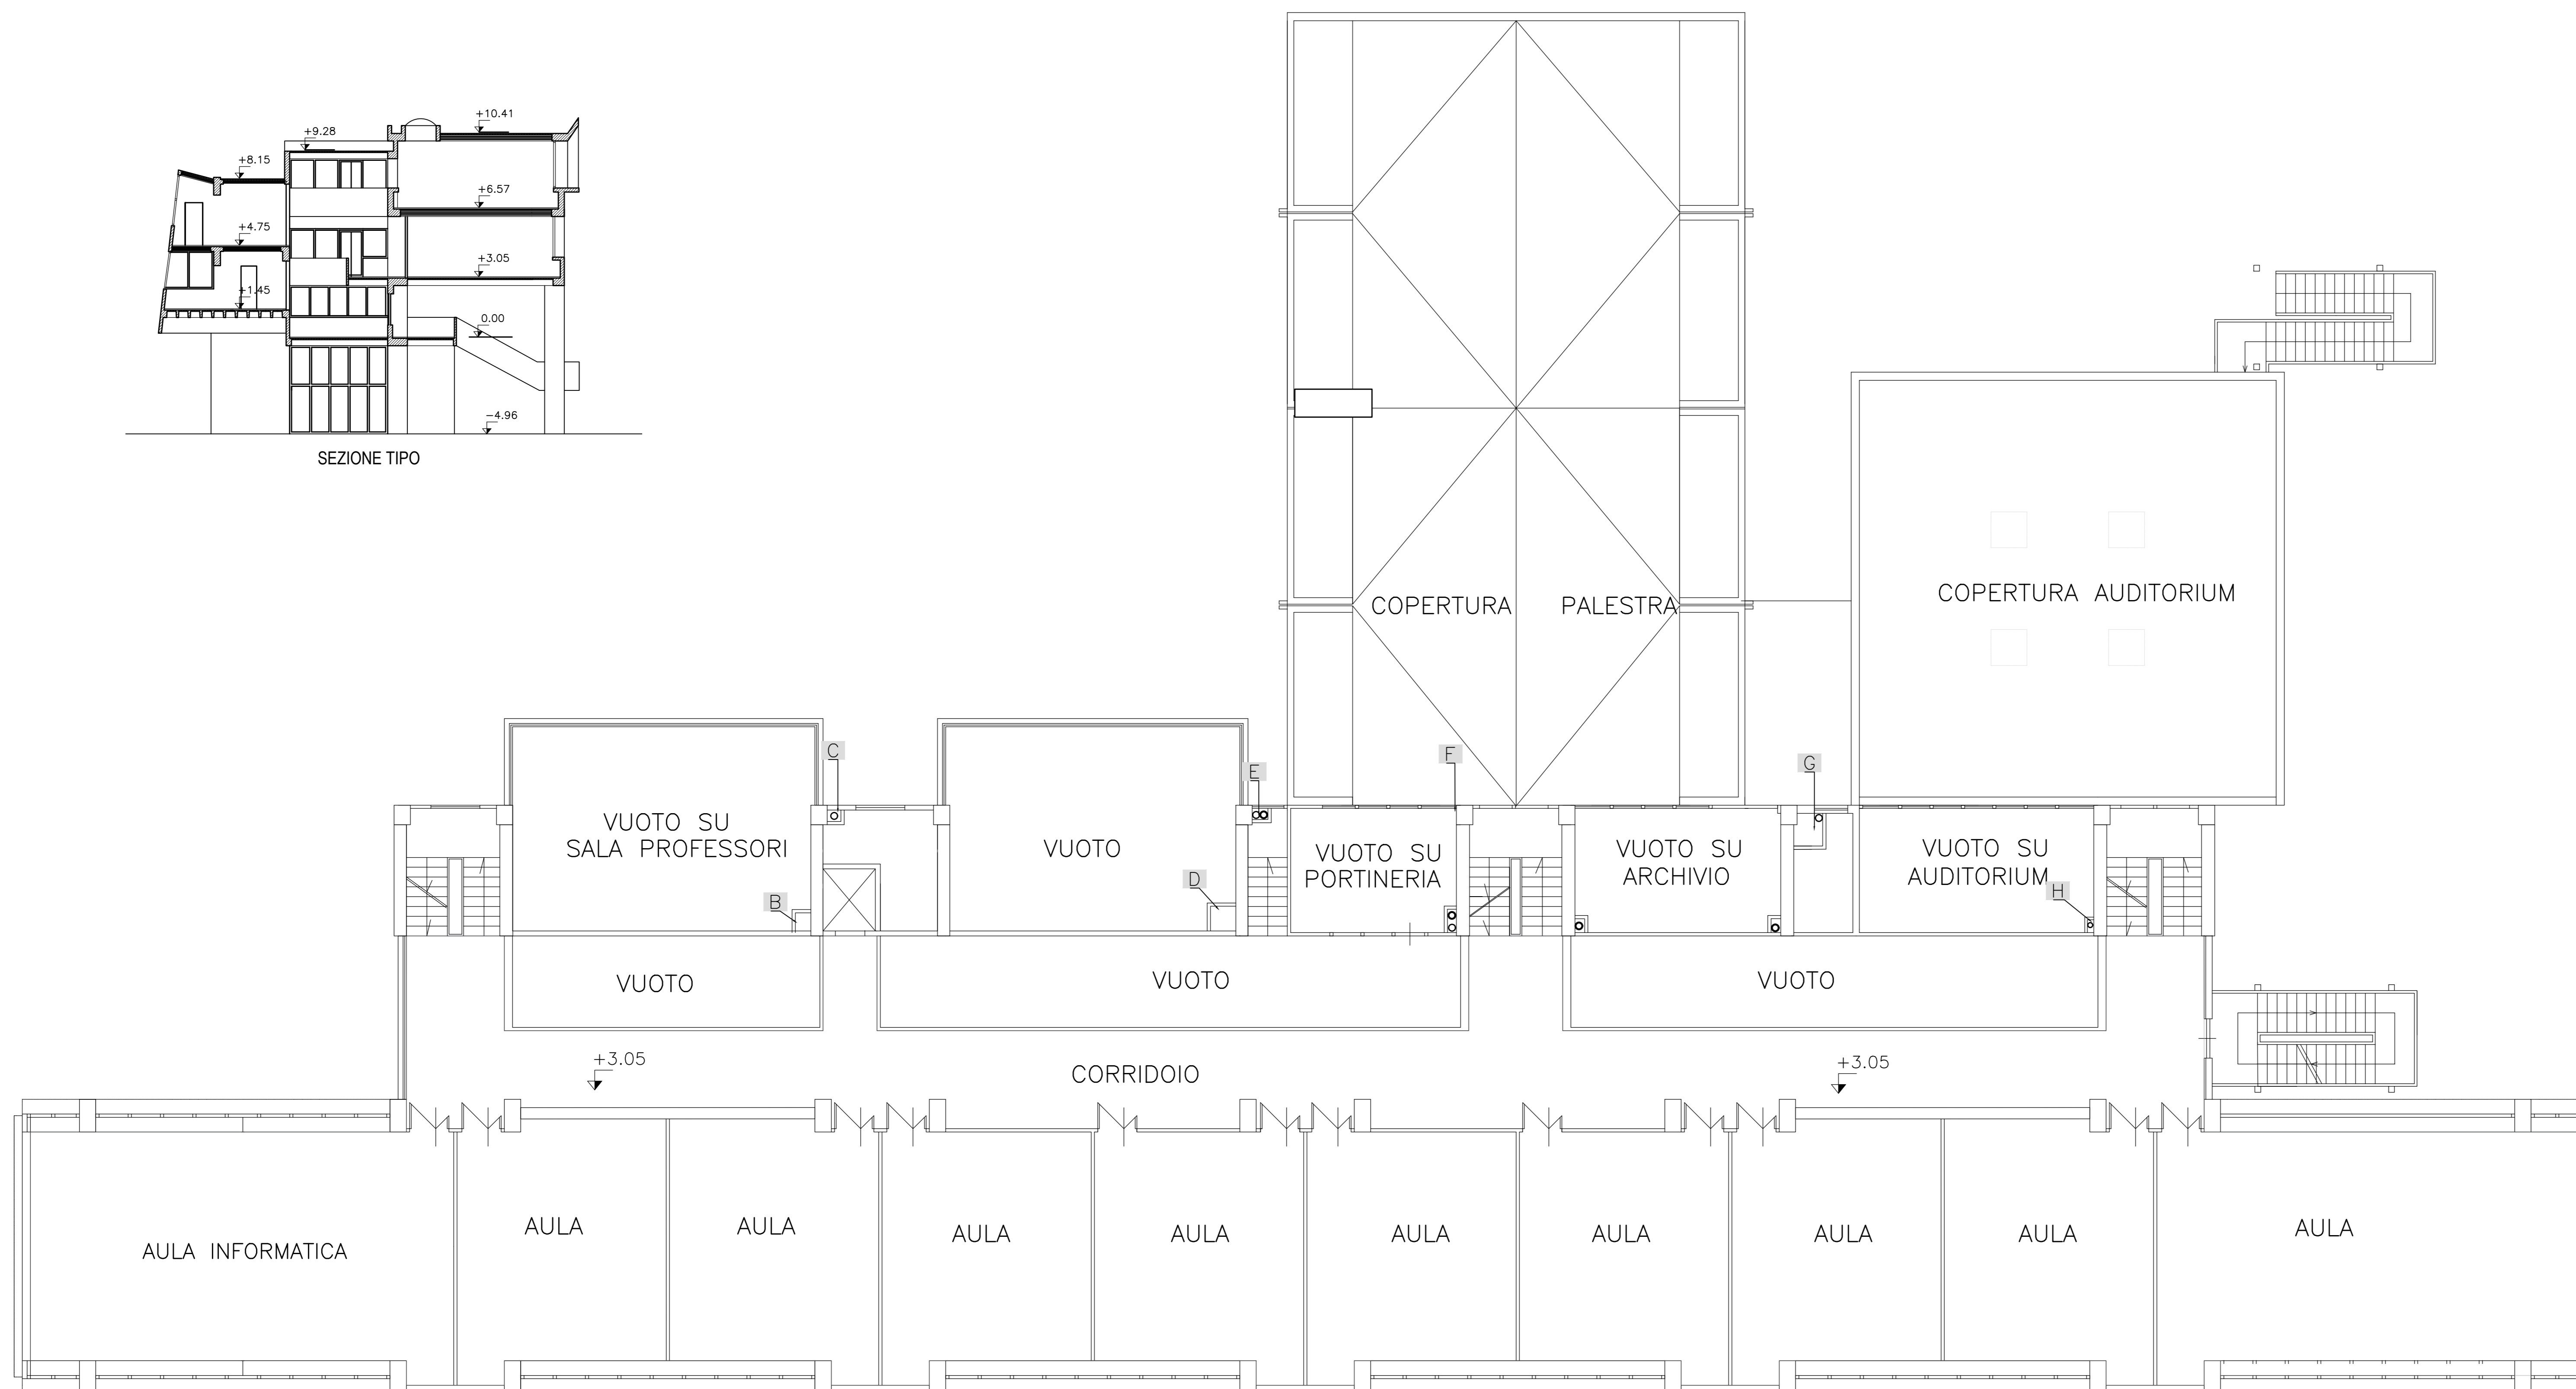 +10.41
+9.28
+8.15
+6.57
+4.75
+3.05
+1.45
0.00
-4.96
SEZIONE TIPO
COPERTURA PALESTRA
COPERTURA AUDITORIUM
C
E
F
G
VUOTO SU
SALA PROFESSORI
VUOTO
VUOTO SU
PORTINERIA
VUOTO SU
ARCHIVIO
VUOTO SU
AUDITORIUM
B
D
H
VUOTO
VUOTO
VUOTO
+3.05
CORRIDOIO
+3.05
AULA INFORMATICA
AULA
AULA
AULA
AULA
AULA
AULA
AULA
AULA
AULA